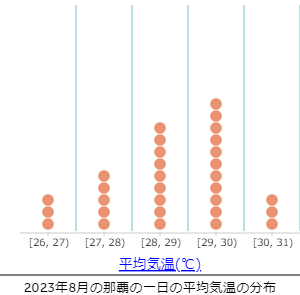 [26, 27) [27, 28) [28, 29) [29, 30) [30, 31)
平均気温(℃)
2023年8月の那覇の一日の平均気温の分布